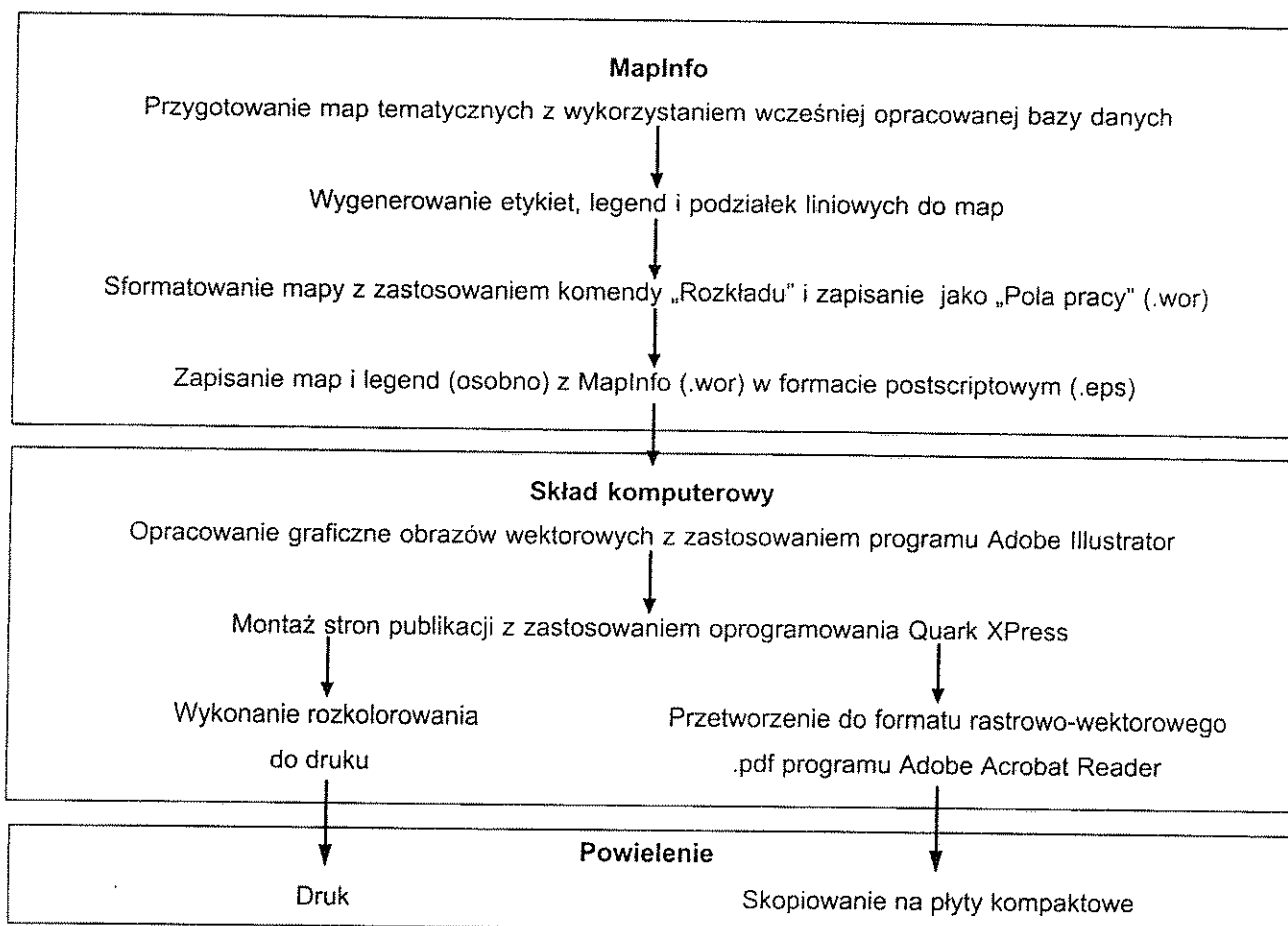 MapInfo
Przygotowanie map tematycznych z wykorzystaniem wcześniej opracowanej bazy danych
Wygenerowanie etykiet, legend i podziałek liniowych do map
Sformatowanie mapy z zastosowaniem komendy „Rozkładu” i zapisanie jako „Pola pracy” (.wor)
Zapisanie map i legend (osobno) z MapInfo (.wor) w formacie postscriptowym (.eps)
Skład komputerowy
Opracowanie graficzne obrazów wektorowych z zastosowaniem programu Adobe Illustrator
Montaż stron publikacji z zastosowaniem oprogramowania Quark XPress
Wykonanie rozkolorowania
do druku
Przetworzenie do formatu rastrowo-wektorowego
.pdf programu Adobe Acrobat Reader
Powielenie
Druk
Skopiowanie na płyty kompaktowe